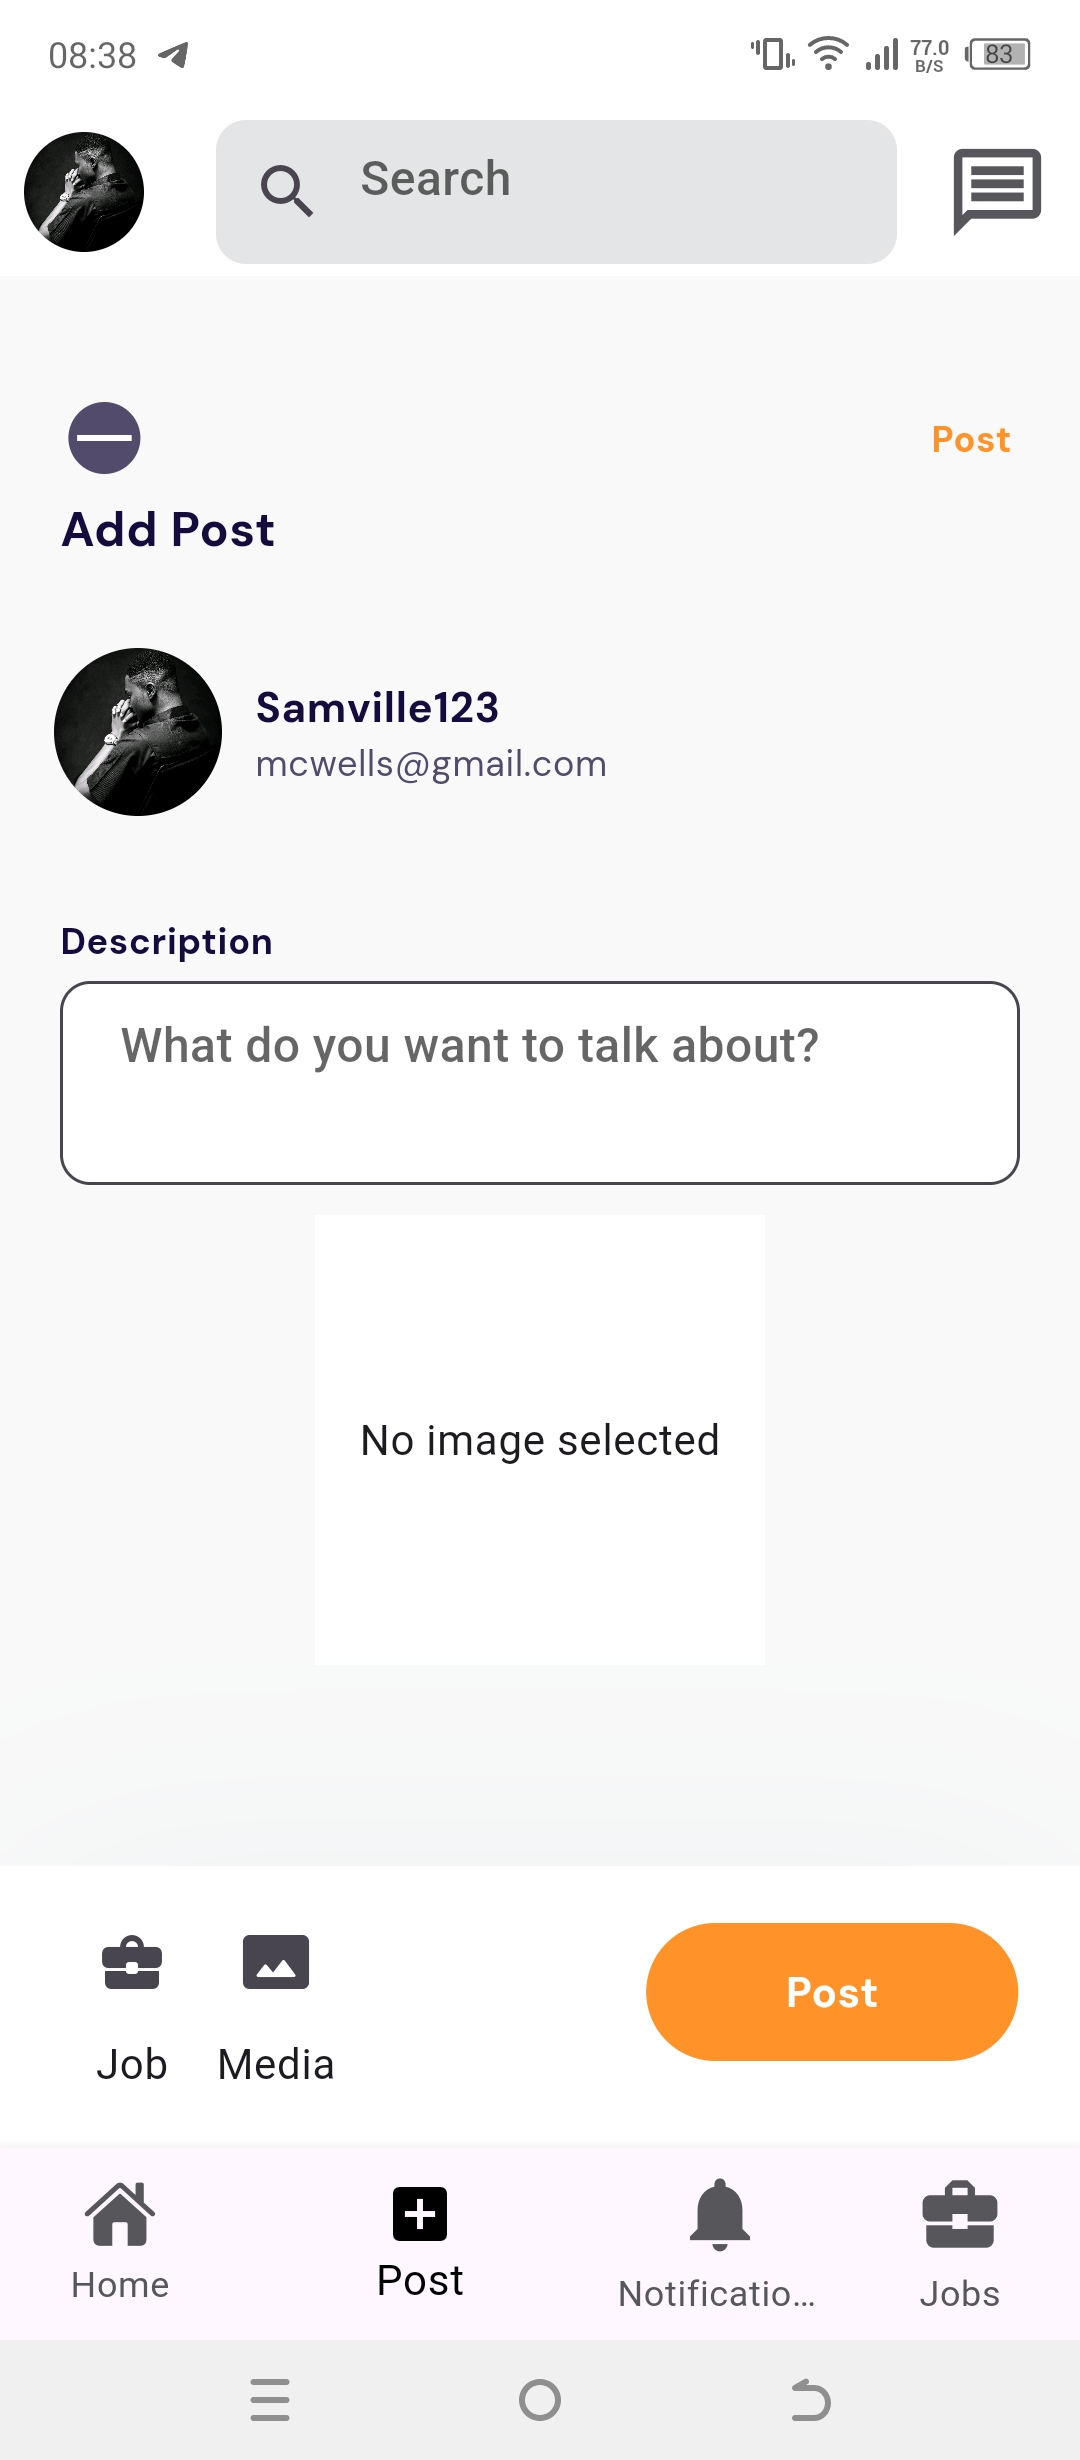 08:38
77.0
B/S
83
Search
Post
Add Post
Samville123
mcwells@gmail.com
Description
What do you want to talk about?
No image selected
Job Media
Post
Home
Post
Notificatio...
Jobs